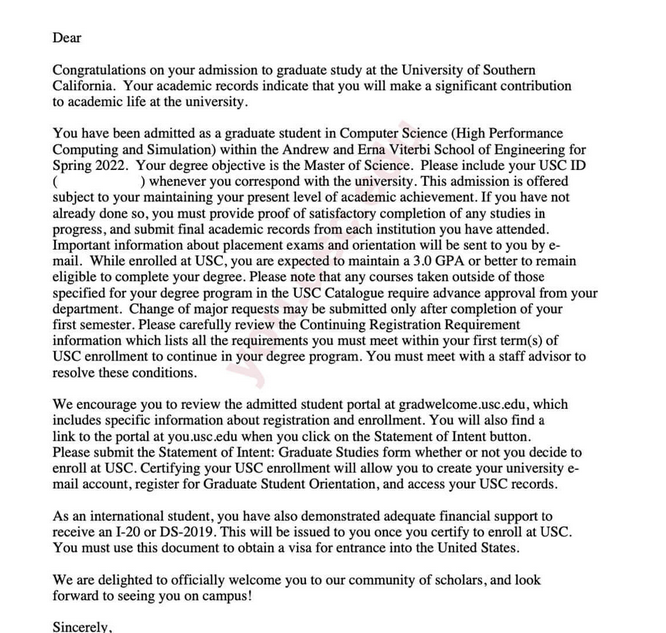 Dear
Congratulations on your admission to graduate study at the University of Southern
California.  Your academic records indicate that you will make a significant contribution
to academic life at the university.
You have been admitted as a graduate student in Computer Science (High Performance
Computing and Simulation) within the Andrew and Erna Viterbi School of Engineering for
Spring 2022.  Your degree objective is the Master of Science.  Please include your USC ID
( ) whenever you correspond with the university. This admission is offered
subject to your maintaining your present level of academic achievement. If you have not
already done so, you must provide proof of satisfactory completion of any studies in
progress, and submit final academic records from each institution you have attended.
Important information about placement exams and orientation will be sent to you by e-
mail.  While enrolled at USC, you are expected to maintain a 3.0 GPA or better to remain
eligible to complete your degree. Please note that any courses taken outside of those
specified for your degree program in the USC Catalogue require advance approval from your
department.  Change of major requests may be submitted only after completion of your
first semester. Please carefully review the Continuing Registration Requirement
information which lists all the requirements you must meet within your first term(s) of
USC enrollment to continue in your degree program. You must meet with a staff advisor to
resolve these conditions.
We encourage you to review the admitted student portal at gradwelcome.usc.edu, which
includes specific information about registration and enrollment. You will also find a
link to the portal at you.usc.edu when you click on the Statement of Intent button.
Please submit the Statement of Intent: Graduate Studies form whether or not you decide to
enroll at USC. Certifying your USC enrollment will allow you to create your university e-
mail account, register for Graduate Student Orientation, and access your USC records.
As an international student, you have also demonstrated adequate financial support to
receive an I-20 or DS-2019. This will be issued to you once you certify to enroll at USC.
You must use this document to obtain a visa for entrance into the United States.
We are delighted to officially welcome you to our community of scholars, and look
forward to seeing you on campus!
Sincerely,